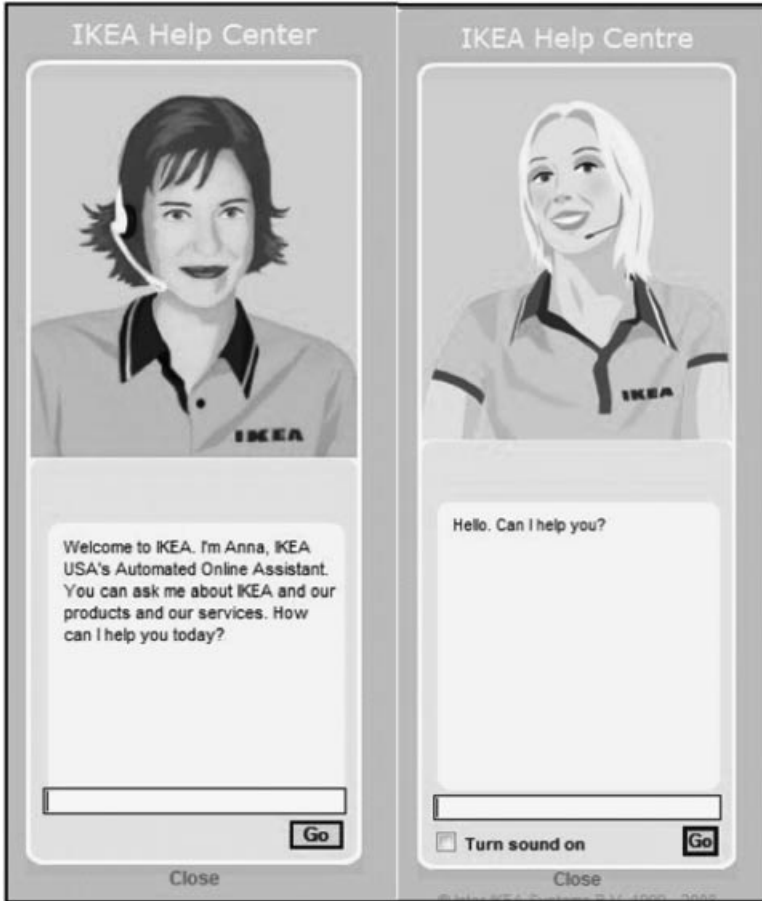 IKEA Help Center
IKEA
Welcome to IKEA. I'm Anna, IKEA
USA's Automated Online Assistant.
You can ask me about IKEA and our
products and our services. How
can I help you today?
Go
Close
IKEA Help Centre
IKEA
Hello. Can I help you?
Turn sound on
Go
Close